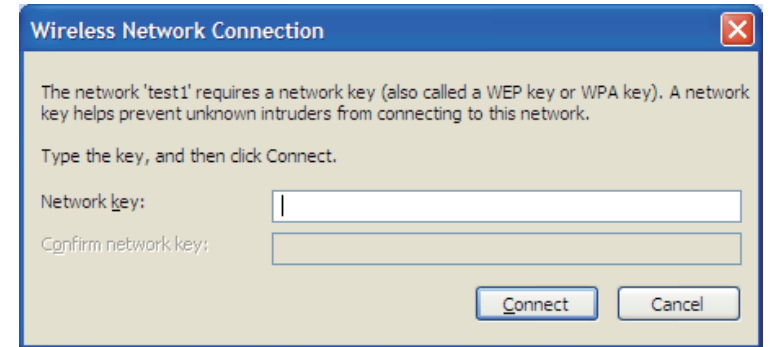 Wireless Network Connection
The network 'test1' requires a network key (also called a WEP key or WPA key). A network
key helps prevent unknown intruders from connecting to this network.
Type the key, and then click Connect.
Network key:
Confirm network key:
Connect Cancel